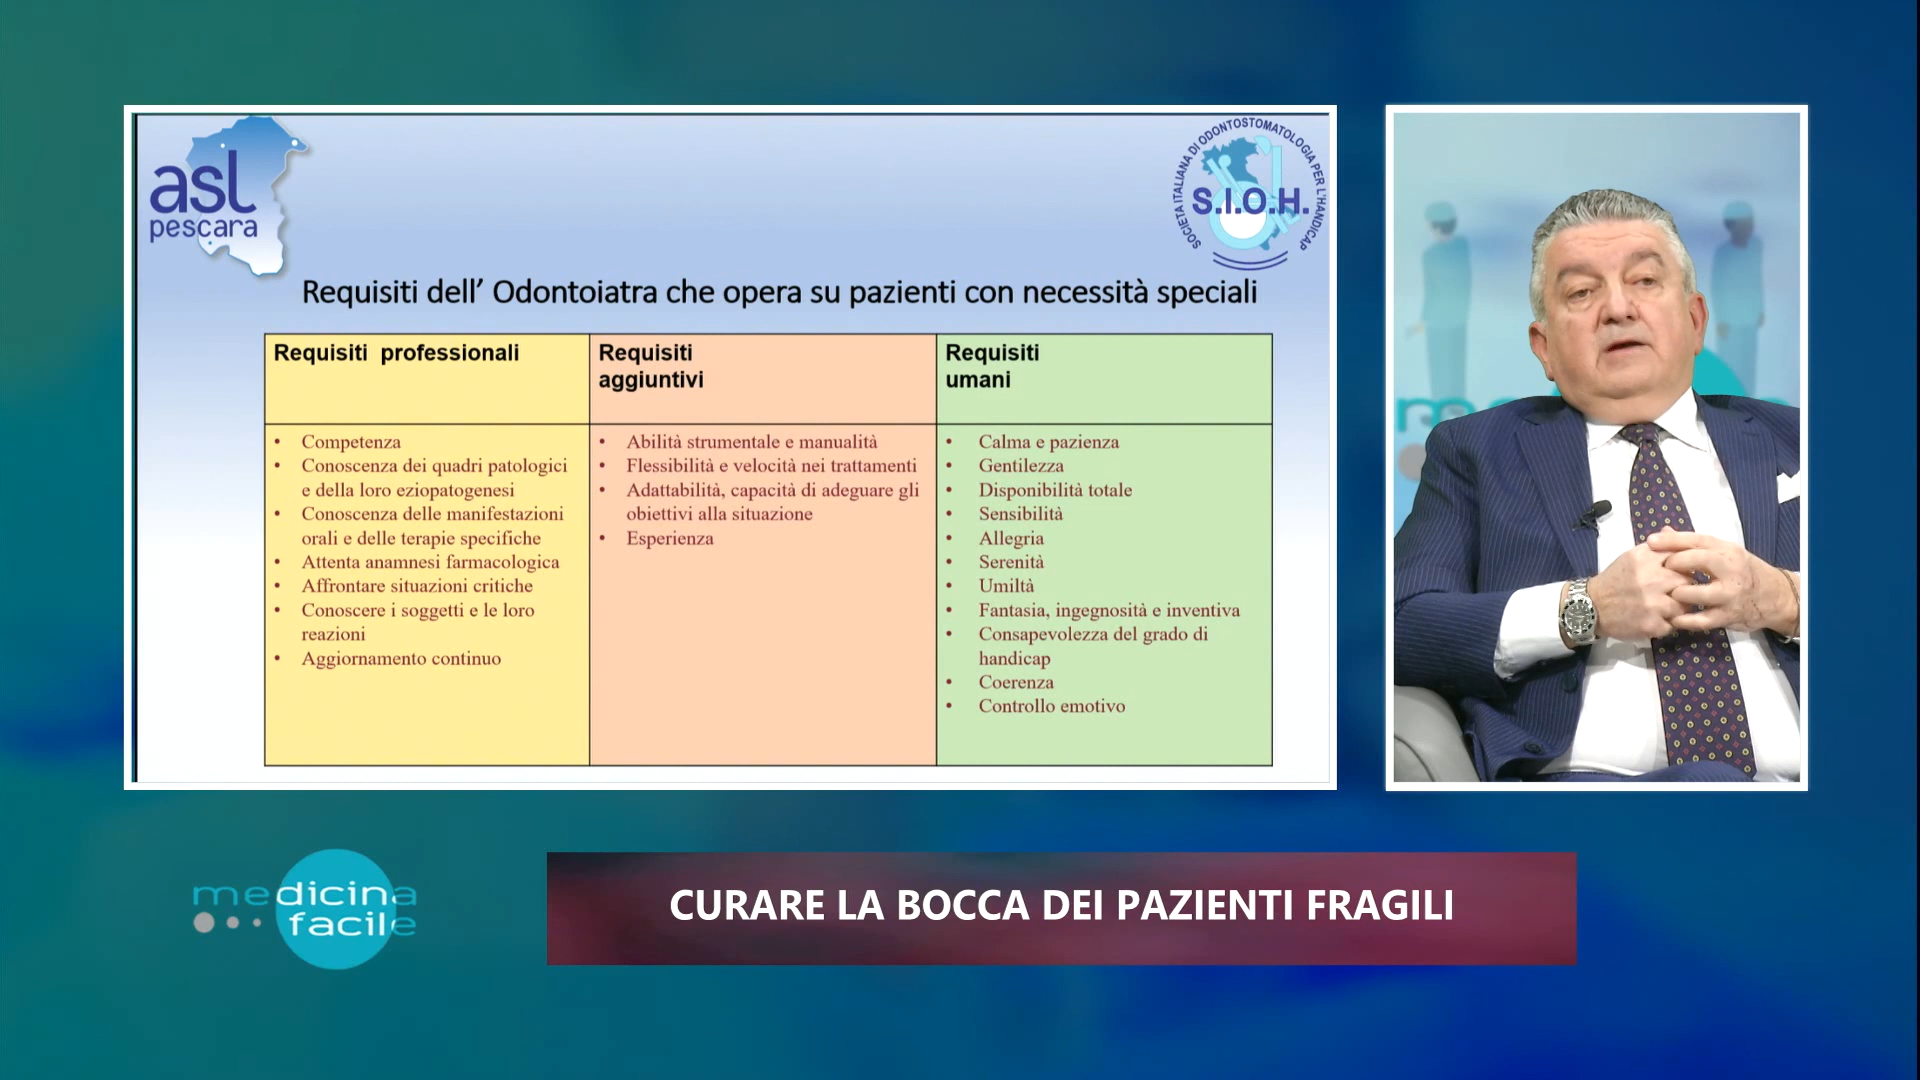 asl
pescara
SOCIETÀ ITALIANA DI ODONTOSTOMATOLOGIA PER L'HANDICAP
S.I.O.H.
Requisiti dell' Odontoiatra che opera su pazienti con necessità speciali
Requisiti professionali
• Competenza
• Conoscenza dei quadri patologici
e della loro eziopatogenesi
• Conoscenza delle manifestazioni
orali e delle terapie specifiche
• Attenta anamnesi farmacologica
• Affrontare situazioni critiche
• Conoscere i soggetti e le loro
reazioni
• Aggiornamento continuo
Requisiti
aggiuntivi
• Abilità strumentale e manualità
• Flessibilità e velocità nei trattamenti
• Adattabilità, capacità di adeguare gli
obiettivi alla situazione
• Esperienza
Requisiti
umani
• Calma e pazienza
• Gentilezza
• Disponibilità totale
• Sensibilità
• Allegria
• Serenità
• Umiltà
• Fantasia, ingegnosità e inventiva
• Consapevolezza del grado di
handicap
• Coerenza
• Controllo emotivo
medicina
facile
CURARE LA BOCCA DEI PAZIENTI FRAGILI